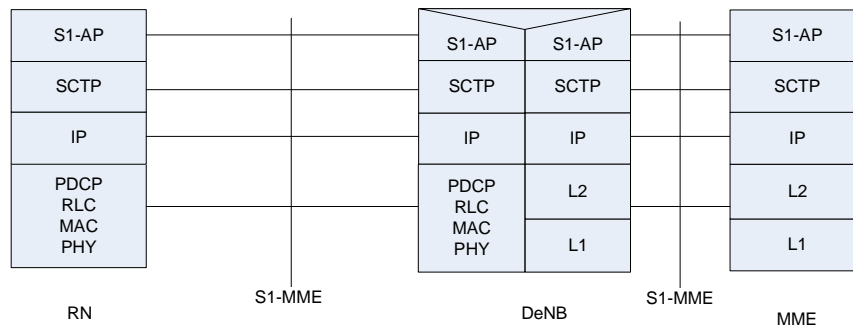 S1-AP
SCTP
IP
PDCP
RLC
MAC
PHY
RN
S1-MME
S1-AP
S1-AP
SCTP
SCTP
IP
IP
PDCP
RLC
MAC
PHY
L2
L1
DeNB
S1-MME
S1-AP
SCTP
IP
L2
L1
MME